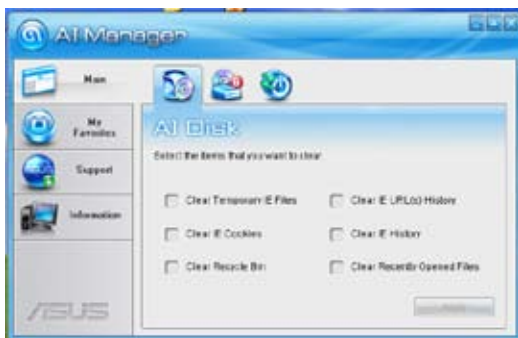 AI Manager
Main
My
Favorites
Support
Information
AI Disk
Select the items that you want to clear
Clear Temporary IE Files
Clear IE URL(s) History
Clear IE Cookies
Clear IE History
Clear Recycle Bin
Clear Recently Opened Files
ASUS